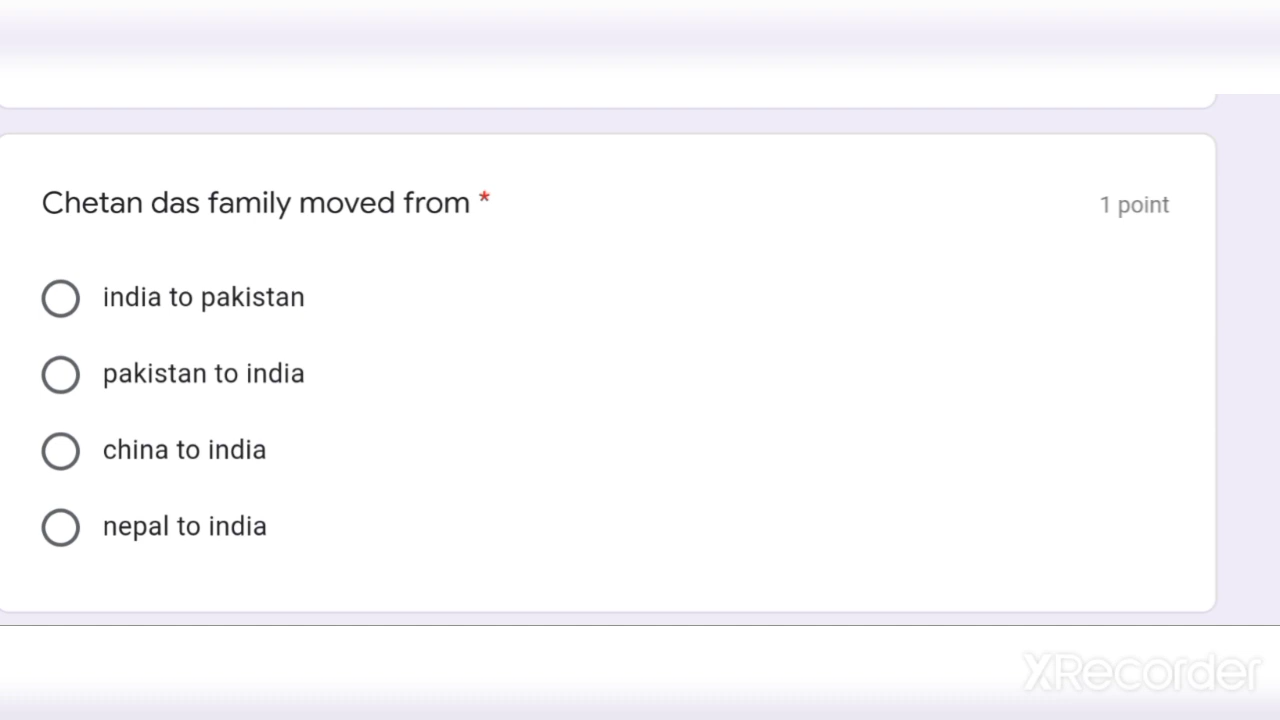 Chetan das family moved from *
1 point
india to pakistan
pakistan to india
china to india
nepal to india
XRecorder